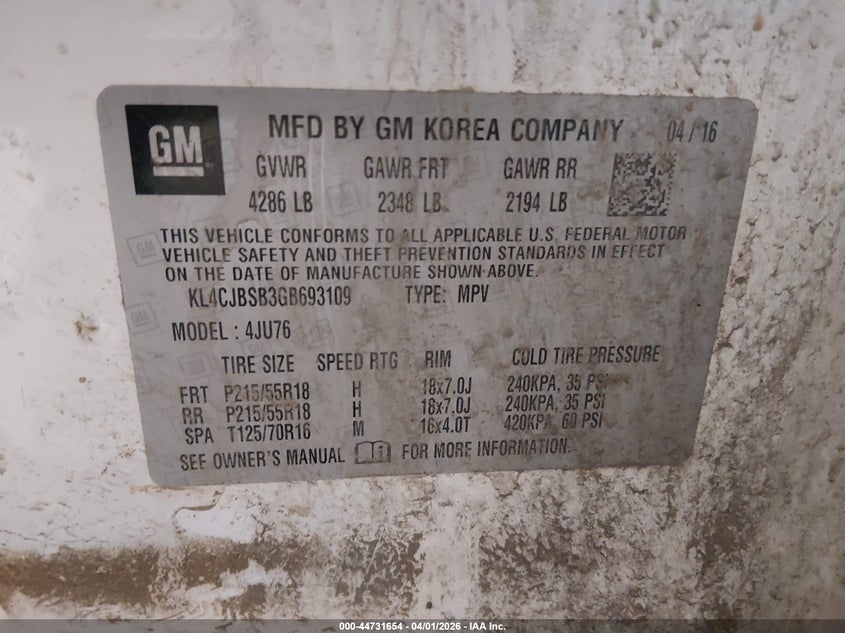 GM
MFD BY GM KOREA COMPANY 04/16
GVWR GAWR FRT GAWR RR
4286 LB 2348 LB 2194 LB
THIS VEHICLE CONFORMS TO ALL APPLICABLE U.S. FEDERAL MOTOR
VEHICLE SAFETY AND THEFT PREVENTION STANDARDS IN EFFECT
ON THE DATE OF MANUFACTURE SHOWN ABOVE.
KL4CJBSB3GB693109 TYPE: MPV
MODEL: 4JU76
TIRE SIZE SPEED RTG RIM COLD TIRE PRESSURE
FRT P215/55R18 H 18x7.0J 240KPA, 35 PSI
RR P215/55R18 H 18x7.0J 240KPA, 35 PSI
SPA T125/70R16 M 16x4.0T 420KPA, 60 PSI
SEE OWNER'S MANUAL FOR MORE INFORMATION.
000-44731654 | 04/01/2026 - IAA Inc.